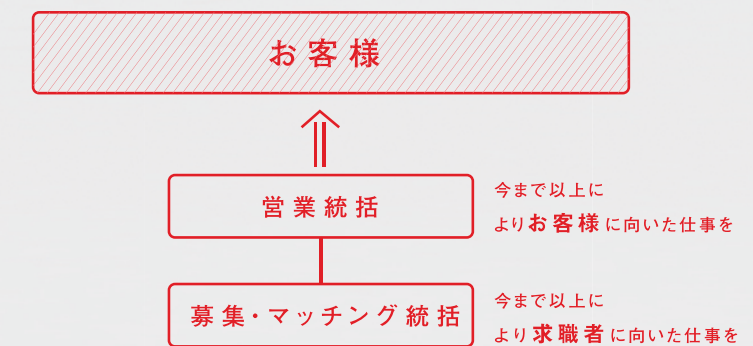 お客様
営業統括
今まで以上に
よりお客様に向いた仕事を
募集・マッチング統括
今まで以上に
より求職者に向いた仕事を